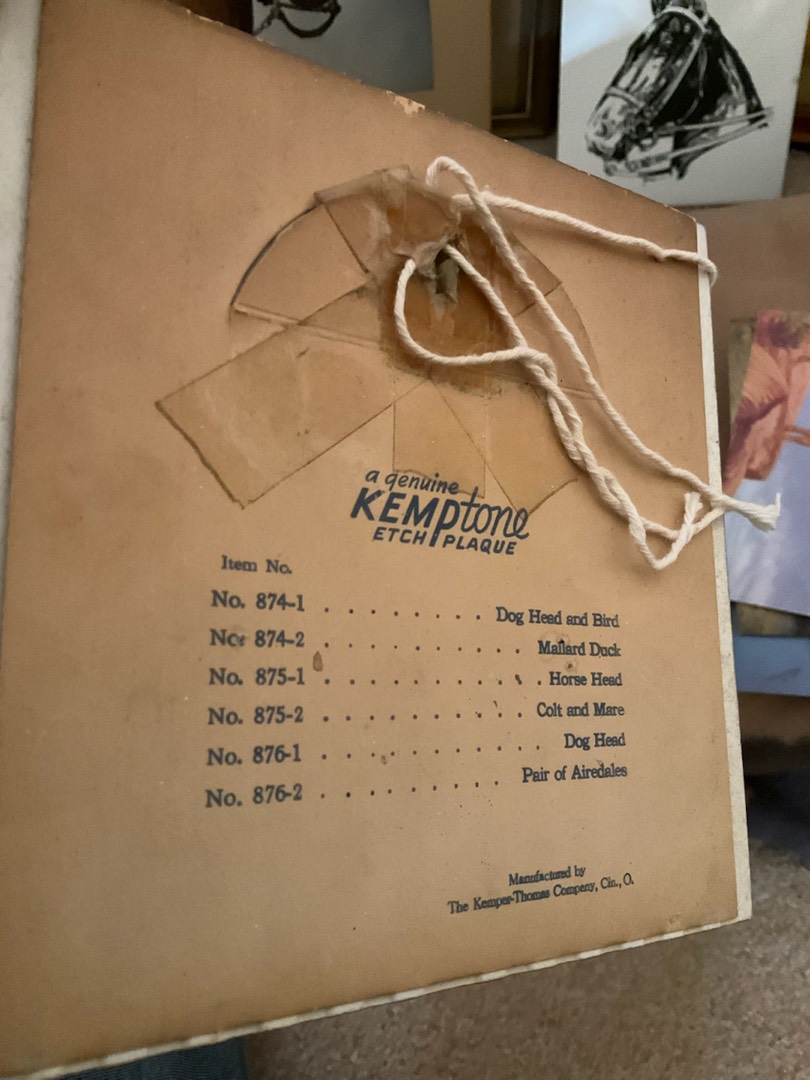 a genuine
KEMPtone
ETCH PLAQUE
Item No.
No. 874-1 . . . . . . . . Dog Head and Bird
No. 874-2 . . . . . . . . . . Mallard Duck
No. 875-1 . . . . . . . . . . Horse Head
No. 875-2 . . . . . . . . . . Colt and Mare
No. 876-1 . . . . . . . . . . . Dog Head
No. 876-2 . . . . . . . . Pair of Airedales
Manufactured by
The Kemper-Thomas Company, Cin., O.